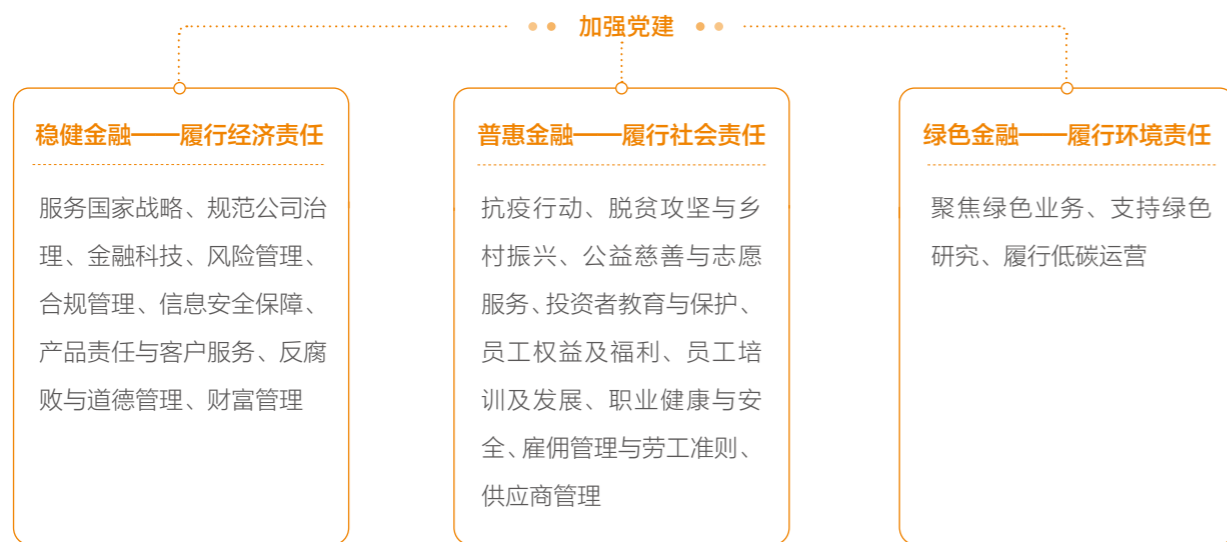 加强党建
稳健金融——履行经济责任
服务国家战略、规范公司治
理、金融科技、风险管理、
合规管理、信息安全保障、
产品责任与客户服务、反腐
败与道德管理、财富管理
普惠金融——履行社会责任
抗疫行动、脱贫攻坚与乡
村振兴、公益慈善与志愿
服务、投资者教育与保护、
员工权益及福利、员工培
训及发展、职业健康与安
全、雇佣管理与劳工准则、
供应商管理
绿色金融——履行环境责任
聚焦绿色业务、支持绿色
研究、履行低碳运营